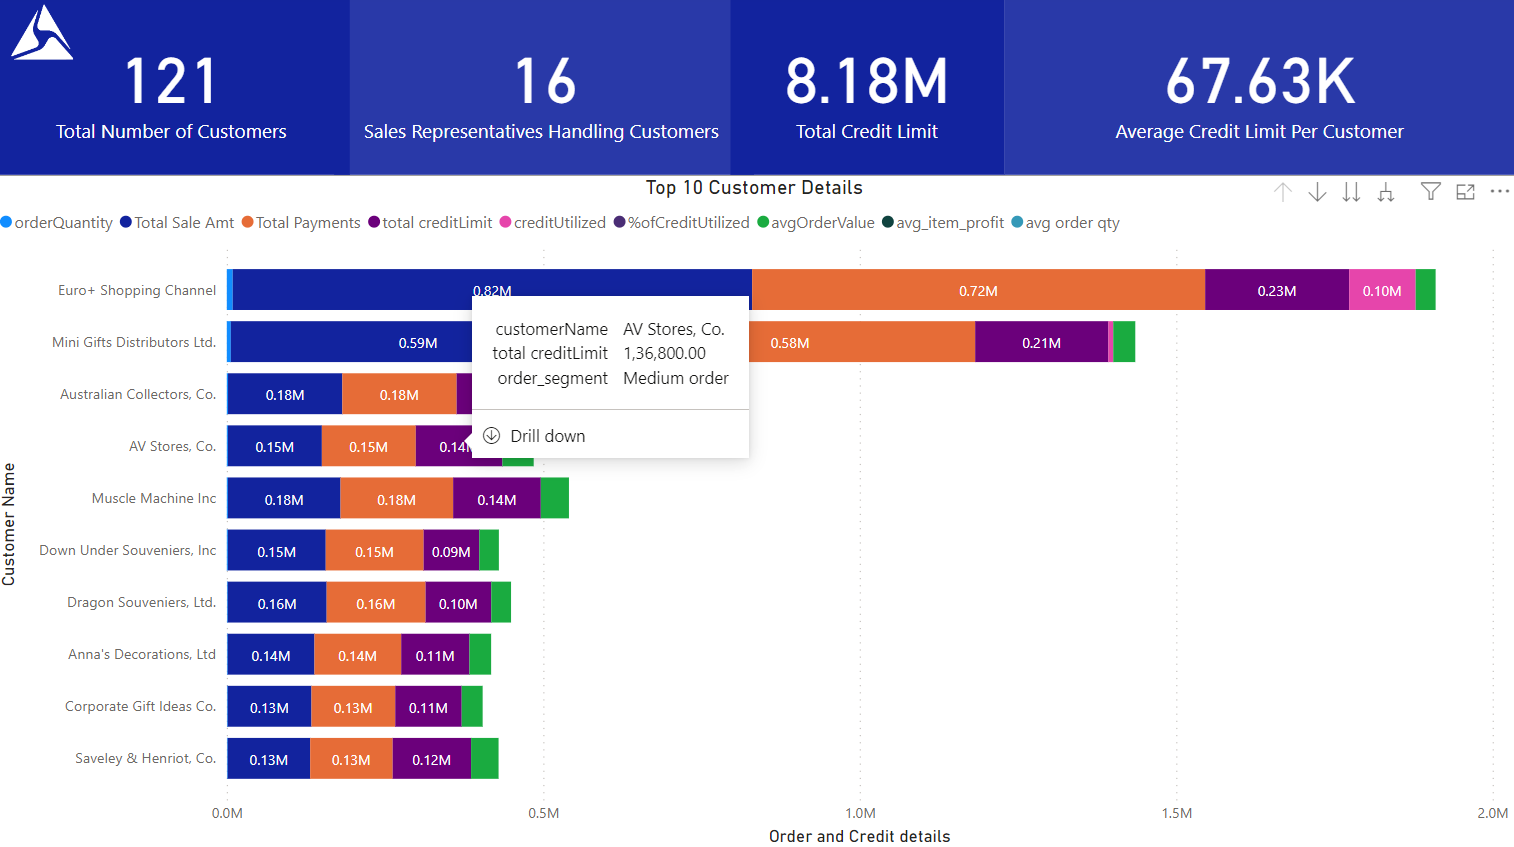 121
Total Number of Customers
16
Sales Representatives Handling Customers
8.18M
Total Credit Limit
67.63K
Average Credit Limit Per Customer
Top 10 Customer Details
orderQuantity Total Sale Amt Total Payments total creditLimit creditUtilized %ofCreditUtilized avgOrderValue avg_item_profit avg order qty
Customer Name
Euro+ Shopping Channel 0.82M 0.72M 0.23M 0.10M
Mini Gifts Distributors Ltd. 0.59M 0.58M 0.21M
Australian Collectors, Co. 0.18M 0.18M
AV Stores, Co. 0.15M 0.15M
Muscle Machine Inc 0.18M 0.18M 0.14M
Down Under Souveniers, Inc 0.15M 0.15M 0.09M
Dragon Souveniers, Ltd. 0.16M 0.16M 0.10M
Anna's Decorations, Ltd 0.14M 0.14M 0.11M
Corporate Gift Ideas Co. 0.13M 0.13M 0.11M
Saveley & Henriot, Co. 0.13M 0.13M 0.12M
customerName AV Stores, Co.
total creditLimit 1,36,800.00
order_segment Medium order
Drill down
0.0M 0.5M 1.0M 1.5M 2.0M
Order and Credit details